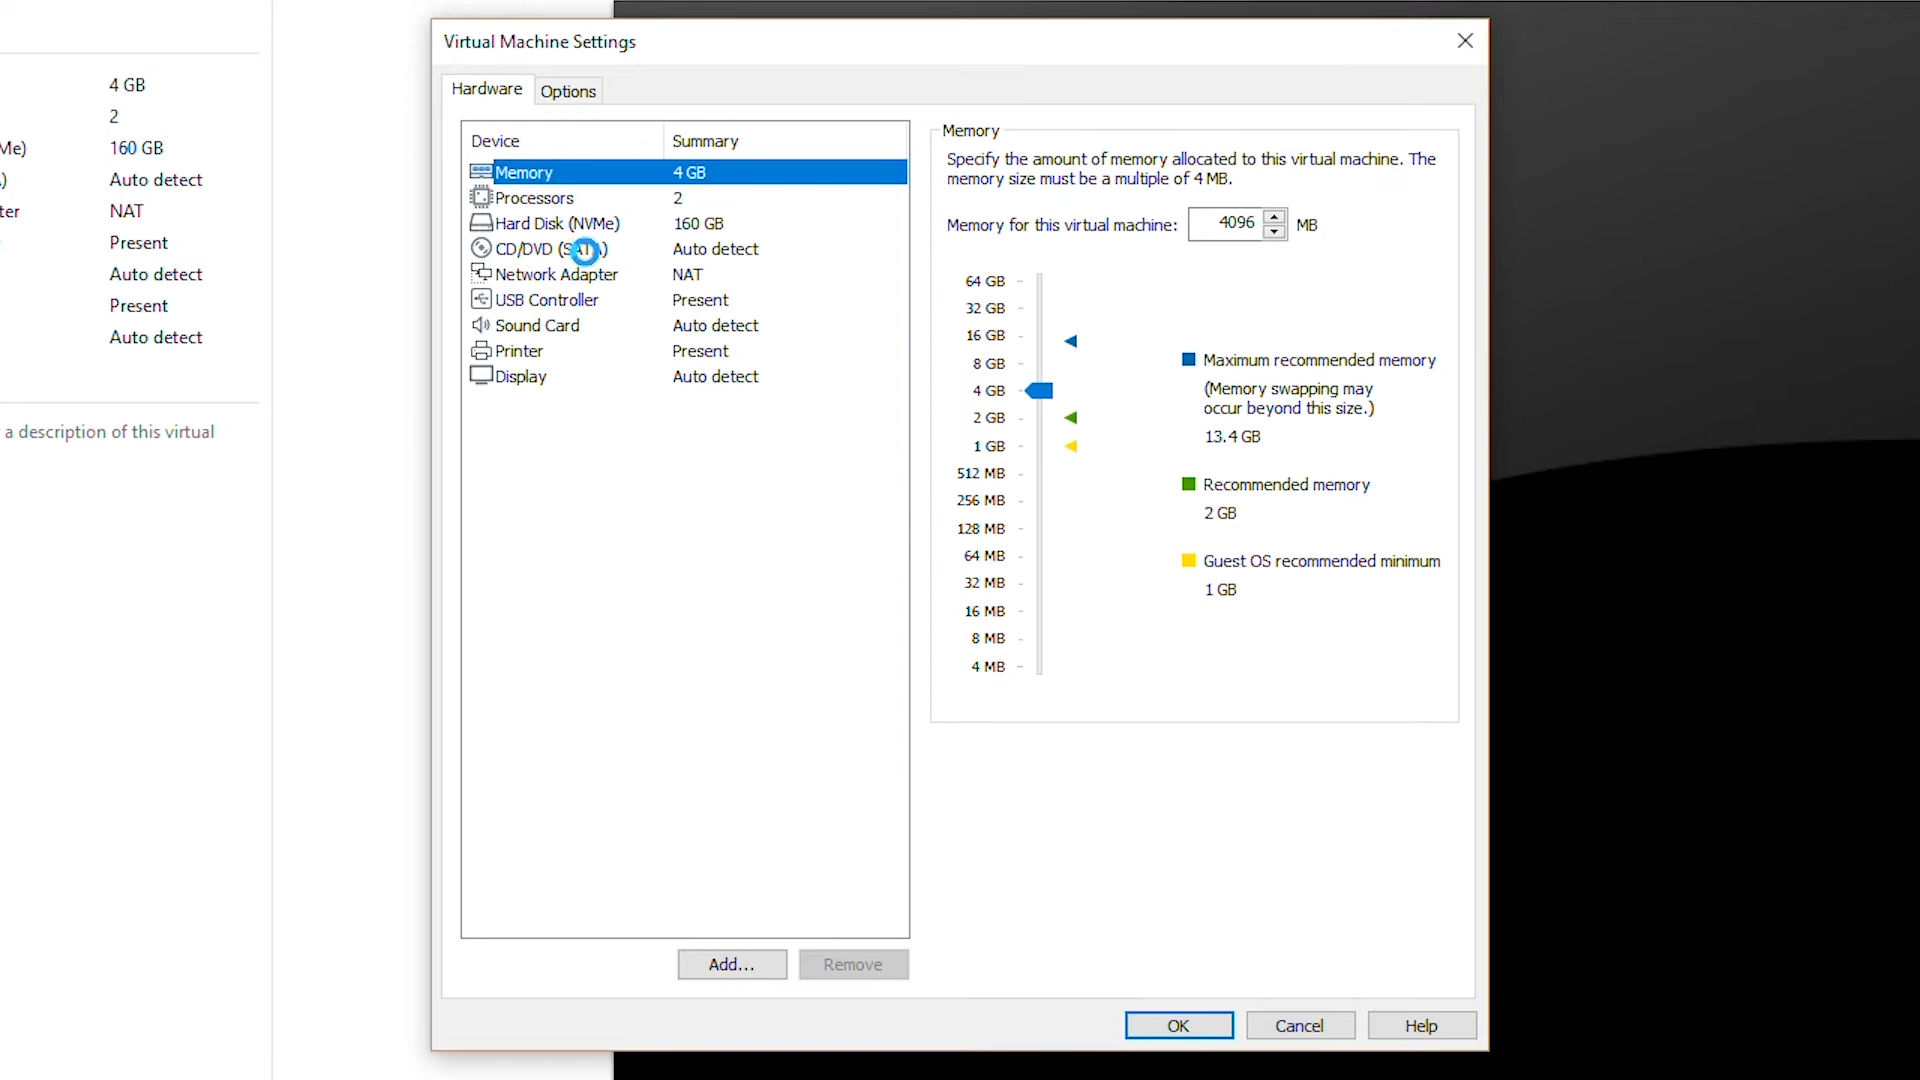 4 GB
2
Me)
160 GB
)
Auto detect
ter
NAT
Present
Auto detect
Present
Auto detect
a description of this virtual
Virtual Machine Settings
Hardware
Options
Device
Summary
Memory
4 GB
Processors
2
Hard Disk (NVMe)
160 GB
CD/DVD (SATA)
Auto detect
Network Adapter
NAT
USB Controller
Present
Sound Card
Auto detect
Printer
Present
Display
Auto detect
Add...
Remove
Memory
Specify the amount of memory allocated to this virtual machine. The
memory size must be a multiple of 4 MB.
Memory for this virtual machine:
4096
MB
64 GB
32 GB
16 GB
8 GB
4 GB
2 GB
1 GB
512 MB
256 MB
128 MB
64 MB
32 MB
16 MB
8 MB
4 MB
Maximum recommended memory
(Memory swapping may
occur beyond this size.)
13.4 GB
Recommended memory
2 GB
Guest OS recommended minimum
1 GB
OK
Cancel
Help